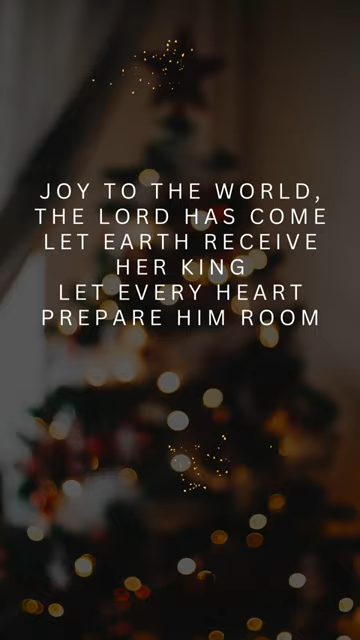 JOY TO THE WORLD,
THE LORD HAS COME
LET EARTH RECEIVE
HER KING
LET EVERY HEART
PREPARE HIM ROOM